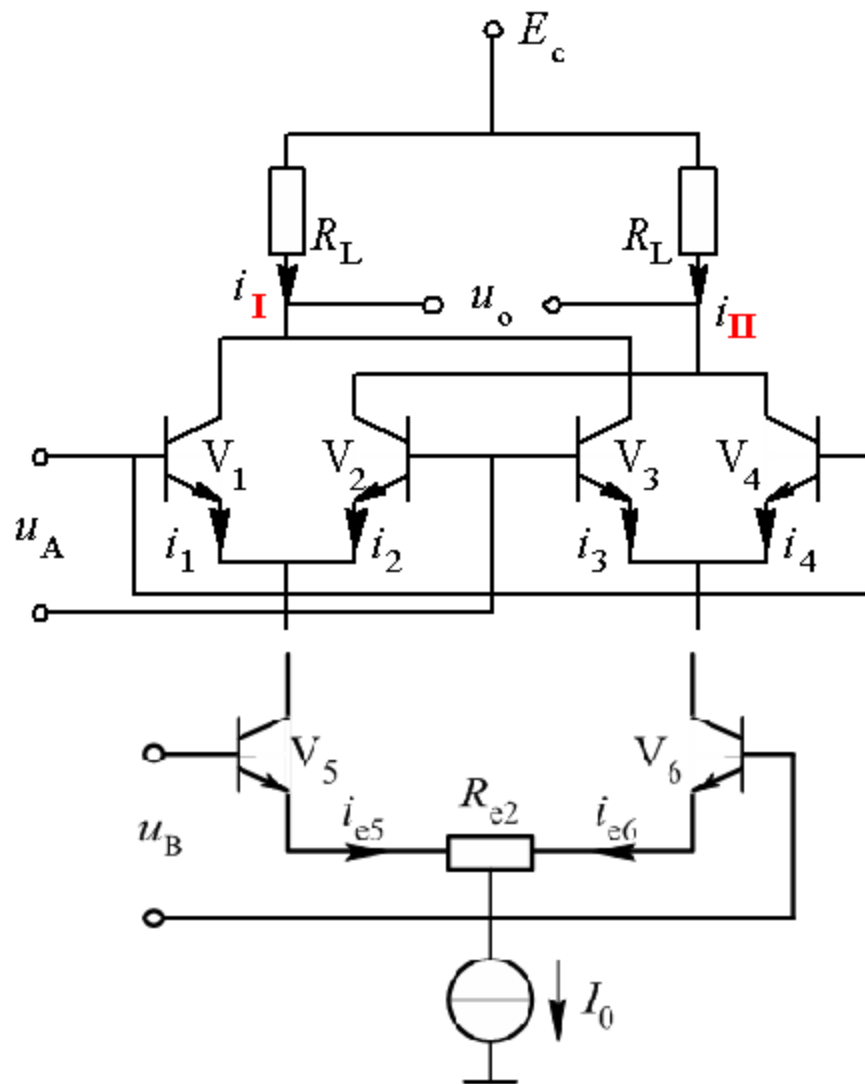 E_c
R_L R_L
i_I u_o i_II
V_1 V_2 V_3 V_4
u_A i_1 i_2 i_3 i_4
V_5 V_6
R_e2
u_B i_e5 i_e6
I_0